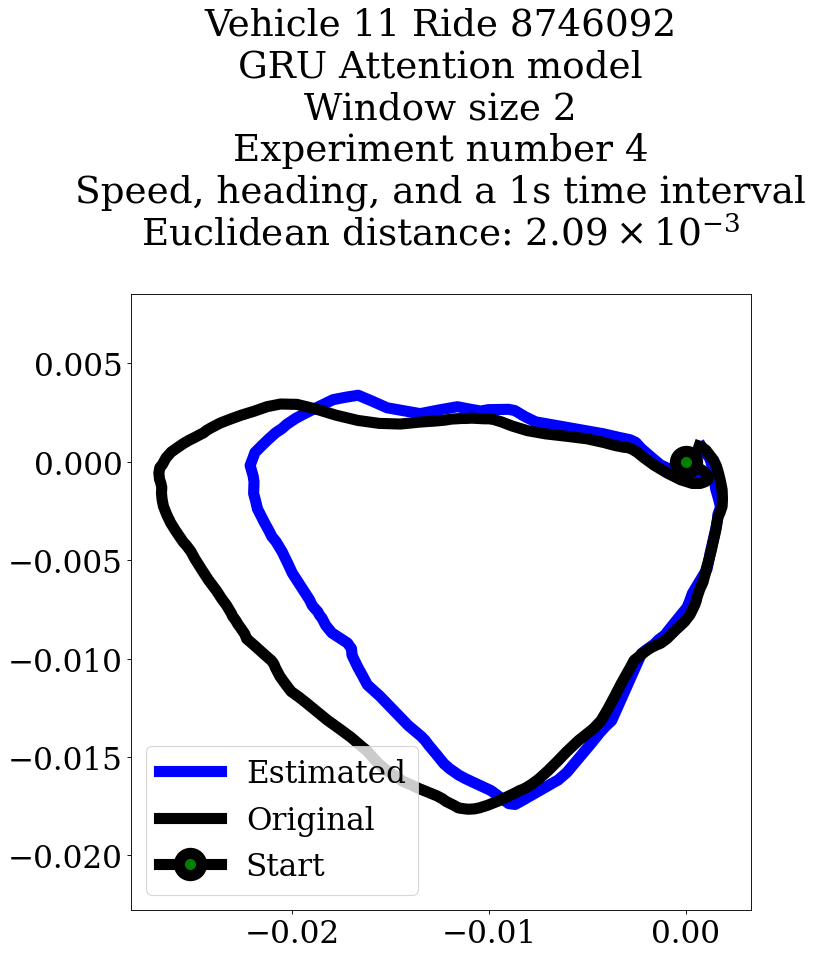 Vehicle 11 Ride 8746092
GRU Attention model
Window size 2
Experiment number 4
Speed, heading, and a 1s time interval
Euclidean distance: 2.09 × 10⁻³
0.005
0.000
−0.005
−0.010
−0.015
−0.020
Estimated
Original
Start
−0.02
−0.01
0.00